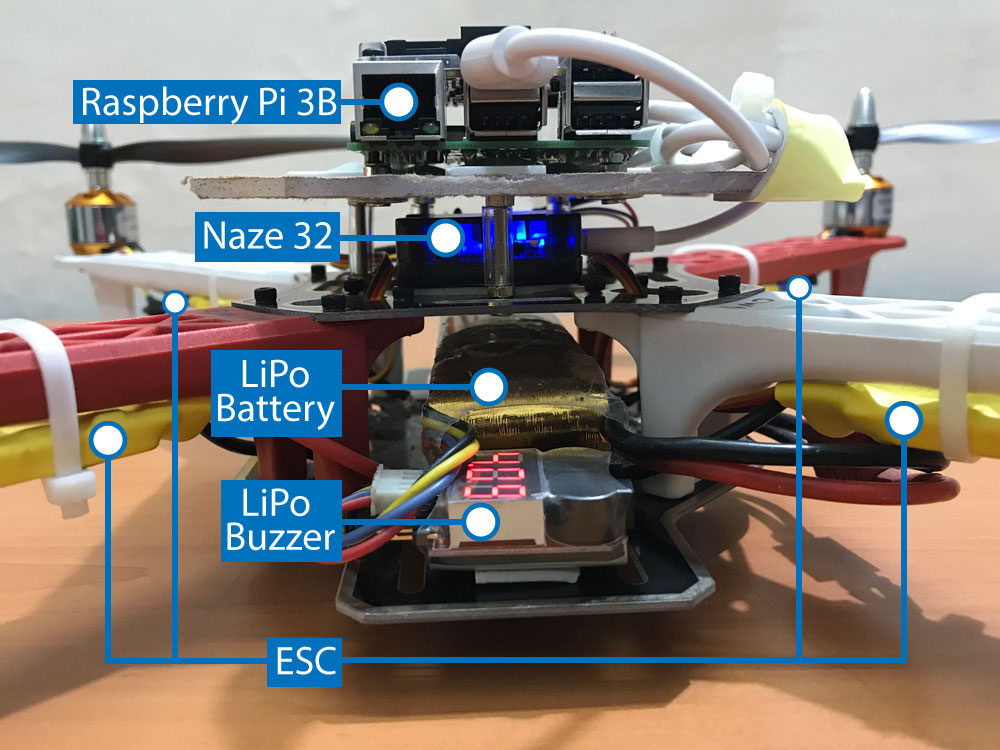 Raspberry Pi 3B
Naze 32
LiPo
Battery
LiPo
Buzzer
ESC